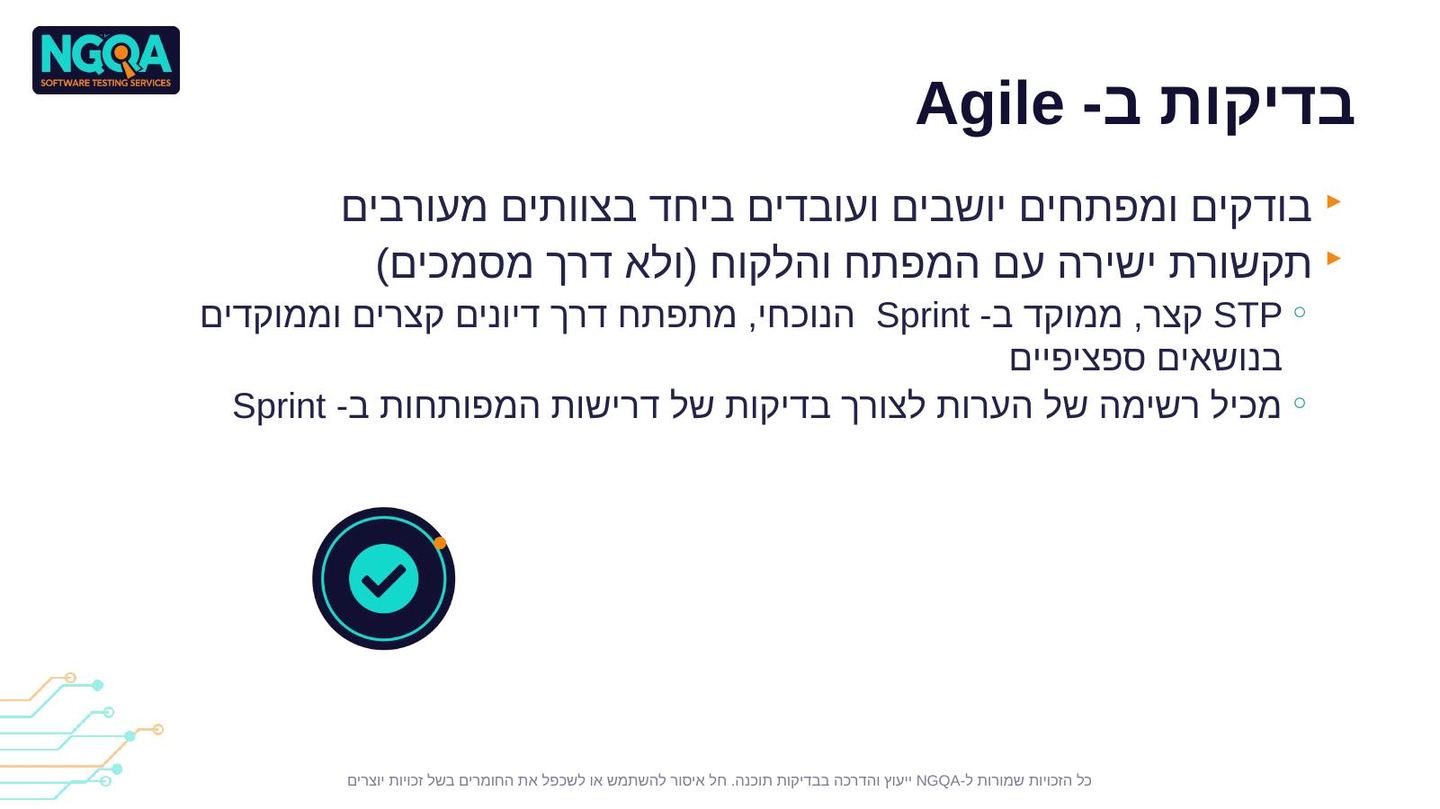 NGQA
SOFTWARE TESTING SERVICES
בדיקות ב- Agile
בודקים ומפתחים יושבים ועובדים ביחד בצוותים מעורבים
תקשורת ישירה עם המפתח והלקוח (ולא דרך מסמכים)
STP קצר, ממוקד ב- Sprint  הנוכחי, מתפתח דרך דיונים קצרים וממוקדים
בנושאים ספציפיים
מכיל רשימה של הערות לצורך בדיקות של דרישות המפותחות ב- Sprint
כל הזכויות שמורות ל-NGQA ייעוץ והדרכה בבדיקות תוכנה. חל איסור להשתמש או לשכפל את החומרים בשל זכויות יוצרים